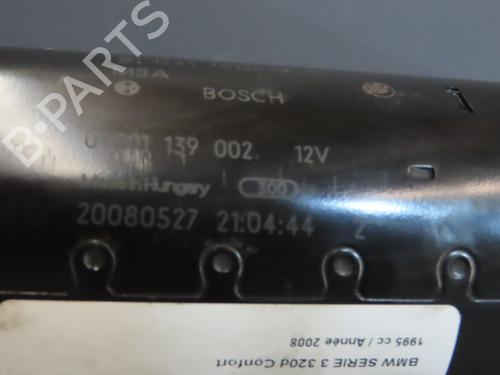 MSA
BOSCH
139 002 12V
Made in Hungary 300
20080527 21:04:44 Z
BMW SERIE 3 320d Confort
1995 cc / Année 2008
B-PARTS